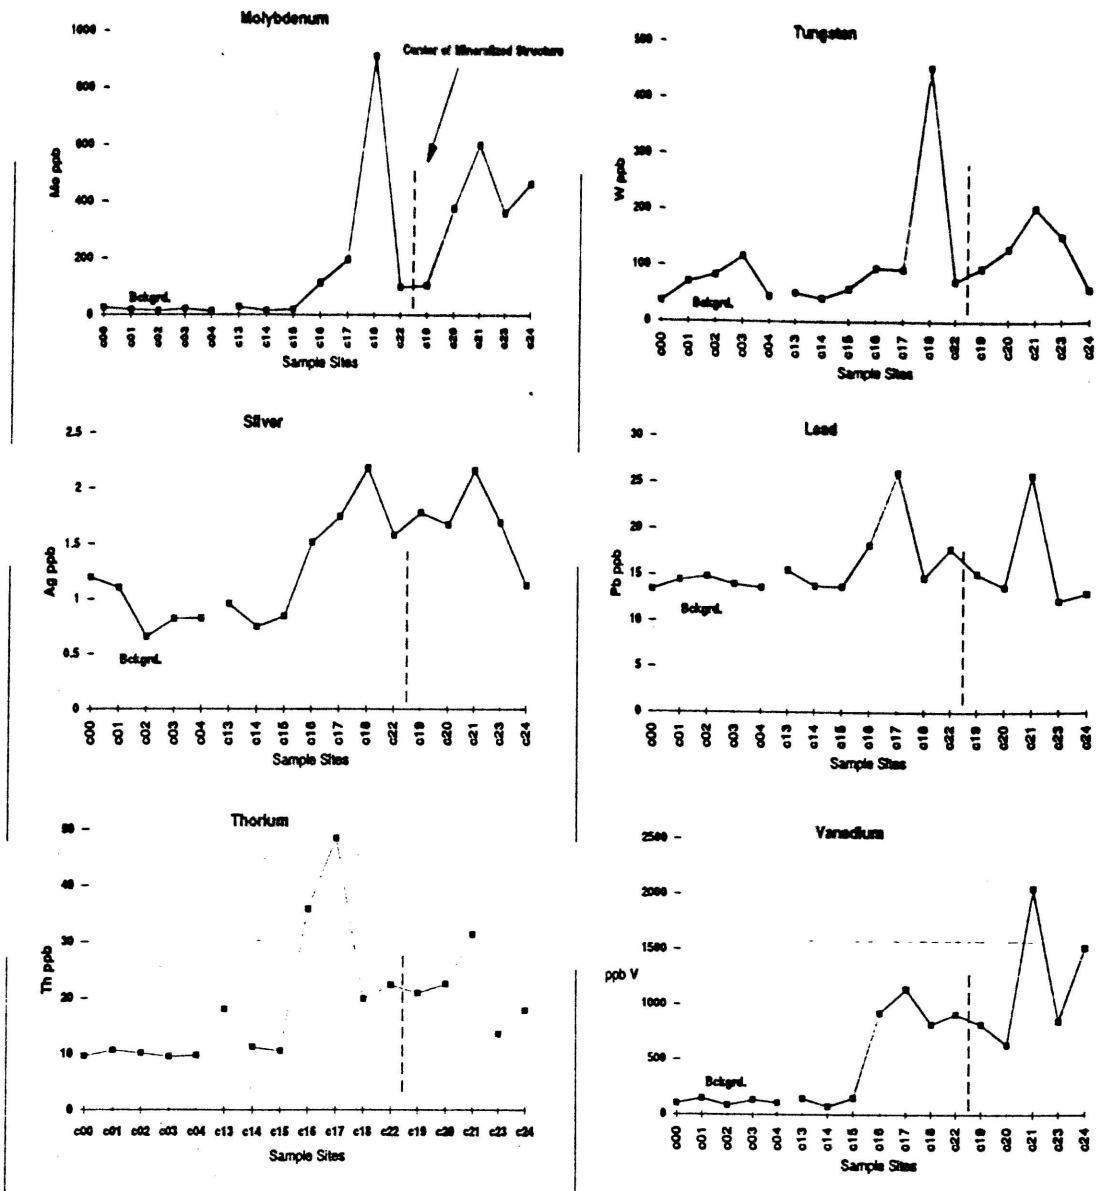 Molybdenum
Center of Mineralized Structure
1000
800
600
400
200
0
Mo ppb
Bckgrd.
c00 c01 c02 c03 c04 c13 c14 c15 c16 c17 c18 c22 c19 c20 c21 c23 c24
Sample Sites
Tungsten
500
400
300
200
100
0
W ppb
Bckgrd.
c00 c01 c02 c03 c04 c13 c14 c15 c16 c17 c18 c22 c19 c20 c21 c23 c24
Sample Sites
Silver
2.5
2
1.5
1
0.5
0
Ag ppb
Bckgrd.
c00 c01 c02 c03 c04 c13 c14 c15 c16 c17 c18 c22 c19 c20 c21 c23 c24
Sample Sites
Lead
30
25
20
15
10
5
0
Pb ppb
Bckgrd.
c00 c01 c02 c03 c04 c13 c14 c15 c16 c17 c18 c22 c19 c20 c21 c23 c24
Sample Sites
Thorium
50
40
30
20
10
0
Th ppb
c00 c01 c02 c03 c04 c13 c14 c15 c16 c17 c18 c22 c19 c20 c21 c23 c24
Sample Sites
Vanadium
2500
2000
1500
1000
500
0
ppb V
Bckgrd.
c00 c01 c02 c03 c04 c13 c14 c15 c16 c17 c18 c22 c19 c20 c21 c23 c24
Sample Sites